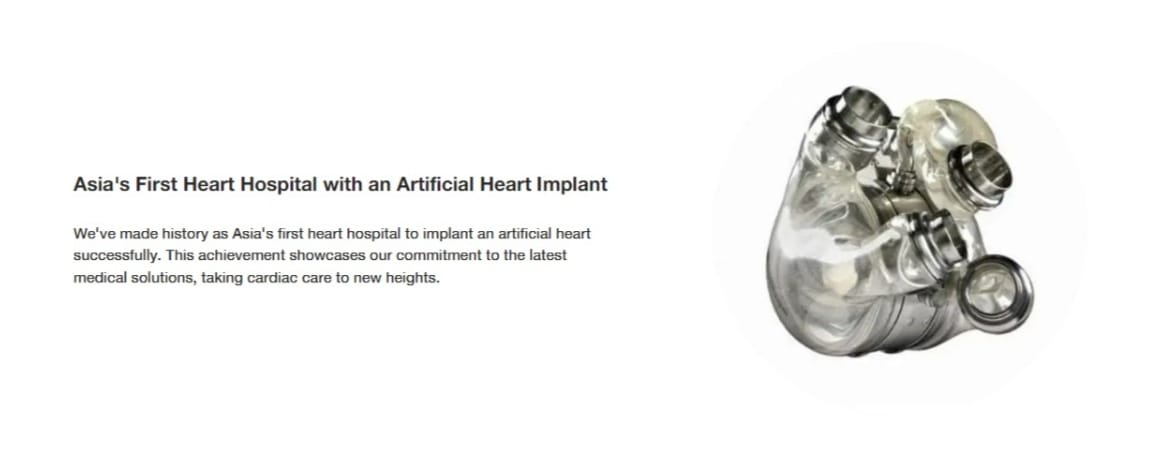 Asia's First Heart Hospital with an Artificial Heart Implant
We've made history as Asia's first heart hospital to implant an artificial heart
successfully. This achievement showcases our commitment to the latest
medical solutions, taking cardiac care to new heights.